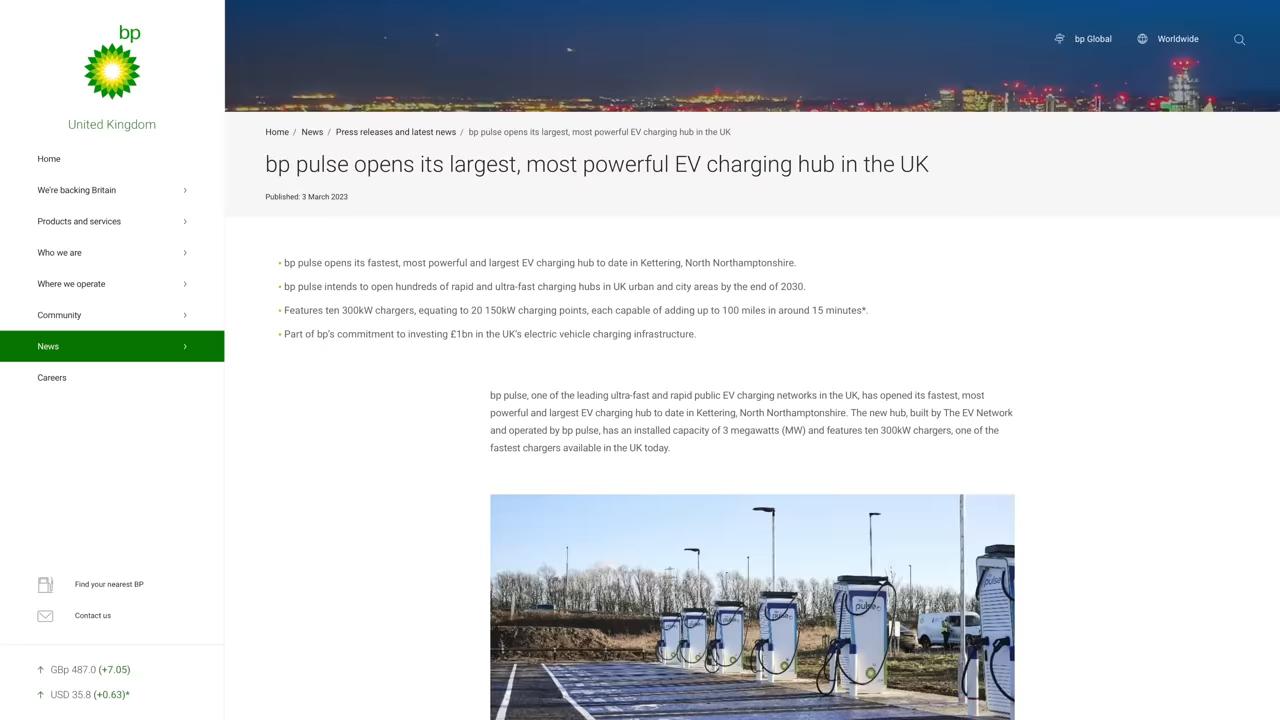 bp
United Kingdom
Home
We're backing Britain
Products and services
Who we are
Where we operate
Community
News
Careers
Find your nearest BP
Contact us
GBp 487.0 (+7.05)
USD 35.8 (+0.63)*
bp Global
Worldwide
Home / News / Press releases and latest news / bp pulse opens its largest, most powerful EV charging hub in the UK
bp pulse opens its largest, most powerful EV charging hub in the UK
Published: 3 March 2023
• bp pulse opens its fastest, most powerful and largest EV charging hub to date in Kettering, North Northamptonshire.
• bp pulse intends to open hundreds of rapid and ultra-fast charging hubs in UK urban and city areas by the end of 2030.
• Features ten 300kW chargers, equating to 20 150kW charging points, each capable of adding up to 100 miles in around 15 minutes*.
• Part of bp’s commitment to investing £1bn in the UK’s electric vehicle charging infrastructure.
bp pulse, one of the leading ultra-fast and rapid public EV charging networks in the UK, has opened its fastest, most
powerful and largest EV charging hub to date in Kettering, North Northamptonshire. The new hub, built by The EV Network
and operated by bp pulse, has an installed capacity of 3 megawatts (MW) and features ten 300kW chargers, one of the
fastest chargers available in the UK today.
pulse
pulse
pulse